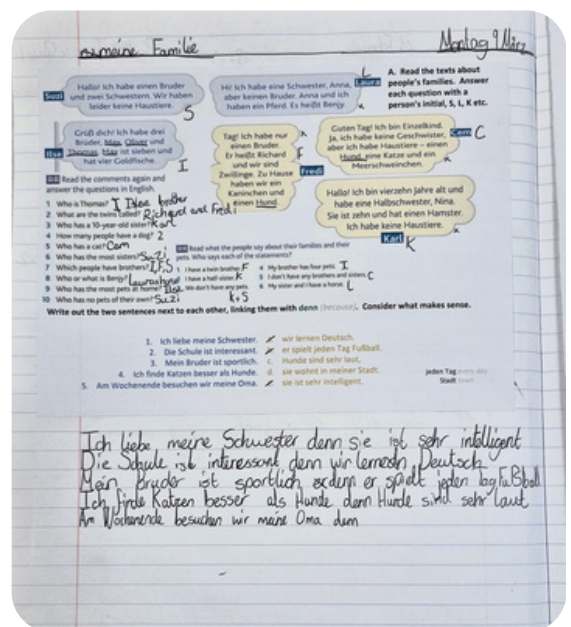 meine Familie
Montag 9 März
Suzi
Hallo! Ich habe einen Bruder
und zwei Schwestern. Wir haben
leider keine Haustiere.
S
Hi! Ich habe eine Schwester, Anna,
aber keinen Bruder. Anna und ich
haben ein Pferd. Es heißt Benjy.
Laura
L
A. Read the texts about
people's families. Answer
each question with a
person's initial, S, L, K etc.
Ilse
Grüß dich! Ich habe drei
Brüder, Max, Oliver und
Thomas. Max ist sieben und
hat vier Goldfische.
I
Tag! Ich habe nur
einen Bruder.
Er heißt Richard
und wir sind
Zwillinge. Zu Hause
haben wir ein
Kaninchen und
einen Hund.
F
Fredi
Guten Tag! Ich bin Einzelkind.
Ja, ich habe keine Geschwister,
aber ich habe Haustiere – einen
Hund, eine Katze und ein
Meerschweinchen.
Cem
C
Hallo! Ich bin vierzehn Jahre alt und
habe eine Halbschwester, Nina.
Sie ist zehn und hat einen Hamster.
Ich habe keine Haustiere.
Karl
K
Read the comments again and
answer the questions in English.
1 Who is Thomas? Ilse brother
2 What are the twins called? Richard and Fredi
3 Who has a 10-year-old sister? Karl
4 How many people have a dog? 2
5 Who has a cat? Cem
6 Who has the most sisters? Suzi
7 Which people have brothers? I, F, S
8 Who or what is Benjy?
9 Who has the most pets at home? Ilse
10 Who has no pets of their own? Suzi
Read what the people say about their families and their
pets. Who says each of the statements?
1 I have a twin brother. F
2 I have a half-sister. K
3 We don't have any pets.
K, S
4 My brother has four pets. I
5 I don't have any brothers and sisters. C
6 My sister and I have a horse. L
Write out the two sentences next to each other, linking them with denn (because). Consider what makes sense.
1. Ich liebe meine Schwester.
2. Die Schule ist interessant.
3. Mein Bruder ist sportlich.
4. Ich finde Katzen besser als Hunde.
5. Am Wochenende besuchen wir meine Oma.
wir lernen Deutsch.
er spielt jeden Tag Fußball.
c. Hunde sind sehr laut,
d. sie wohnt in meiner Stadt.
sie ist sehr intelligent.
jeden Tag every day
Stadt town
Ich liebe meine Schwester denn sie ist sehr intelligent
Die Schule ist interessant denn wir lernen Deutsch
Mein Bruder ist sportlich denn er spielt jeden Tag Fußball
Ich finde Katzen besser als Hunde denn Hunde sind sehr laut
Am Wochenende besuchen wir meine Oma denn